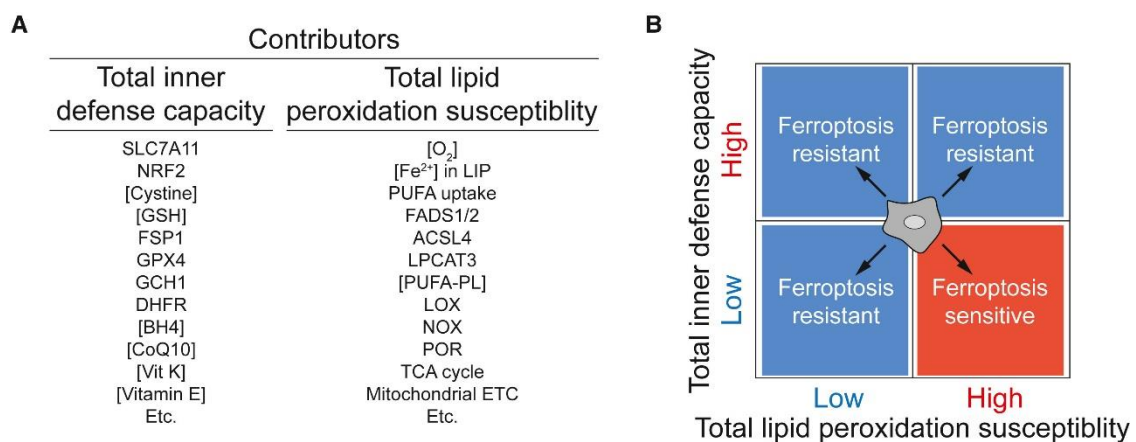 A
Contributors
Total inner
defense capacity
Total lipid
peroxidation susceptiblity
SLC7A11
[O₂]
NRF2
[Fe²⁺] in LIP
[Cystine]
PUFA uptake
[GSH]
FADS1/2
FSP1
ACSL4
GPX4
LPCAT3
GCH1
[PUFA-PL]
DHFR
LOX
[BH4]
NOX
[CoQ10]
POR
[Vit K]
TCA cycle
[Vitamin E]
Mitochondrial ETC
Etc.
Etc.
B
Total inner defense capacity
High
Low
Ferroptosis
resistant
Ferroptosis
resistant
Ferroptosis
resistant
Ferroptosis
sensitive
Low
High
Total lipid peroxidation susceptiblity